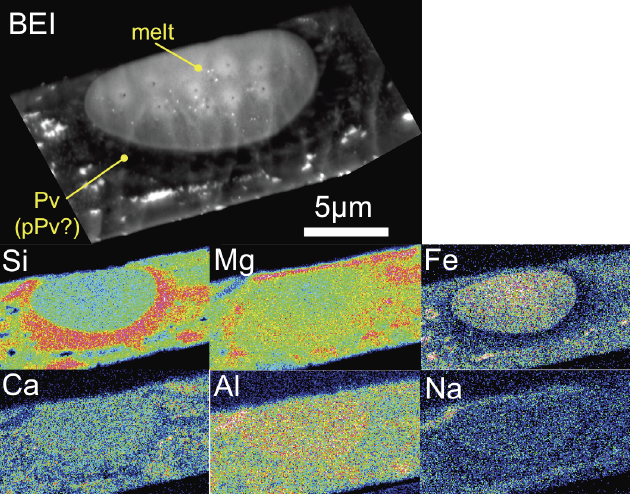 BEI
melt
Pv
(pPv?)
5μm
Si
Mg
Fe
Ca
Al
Na